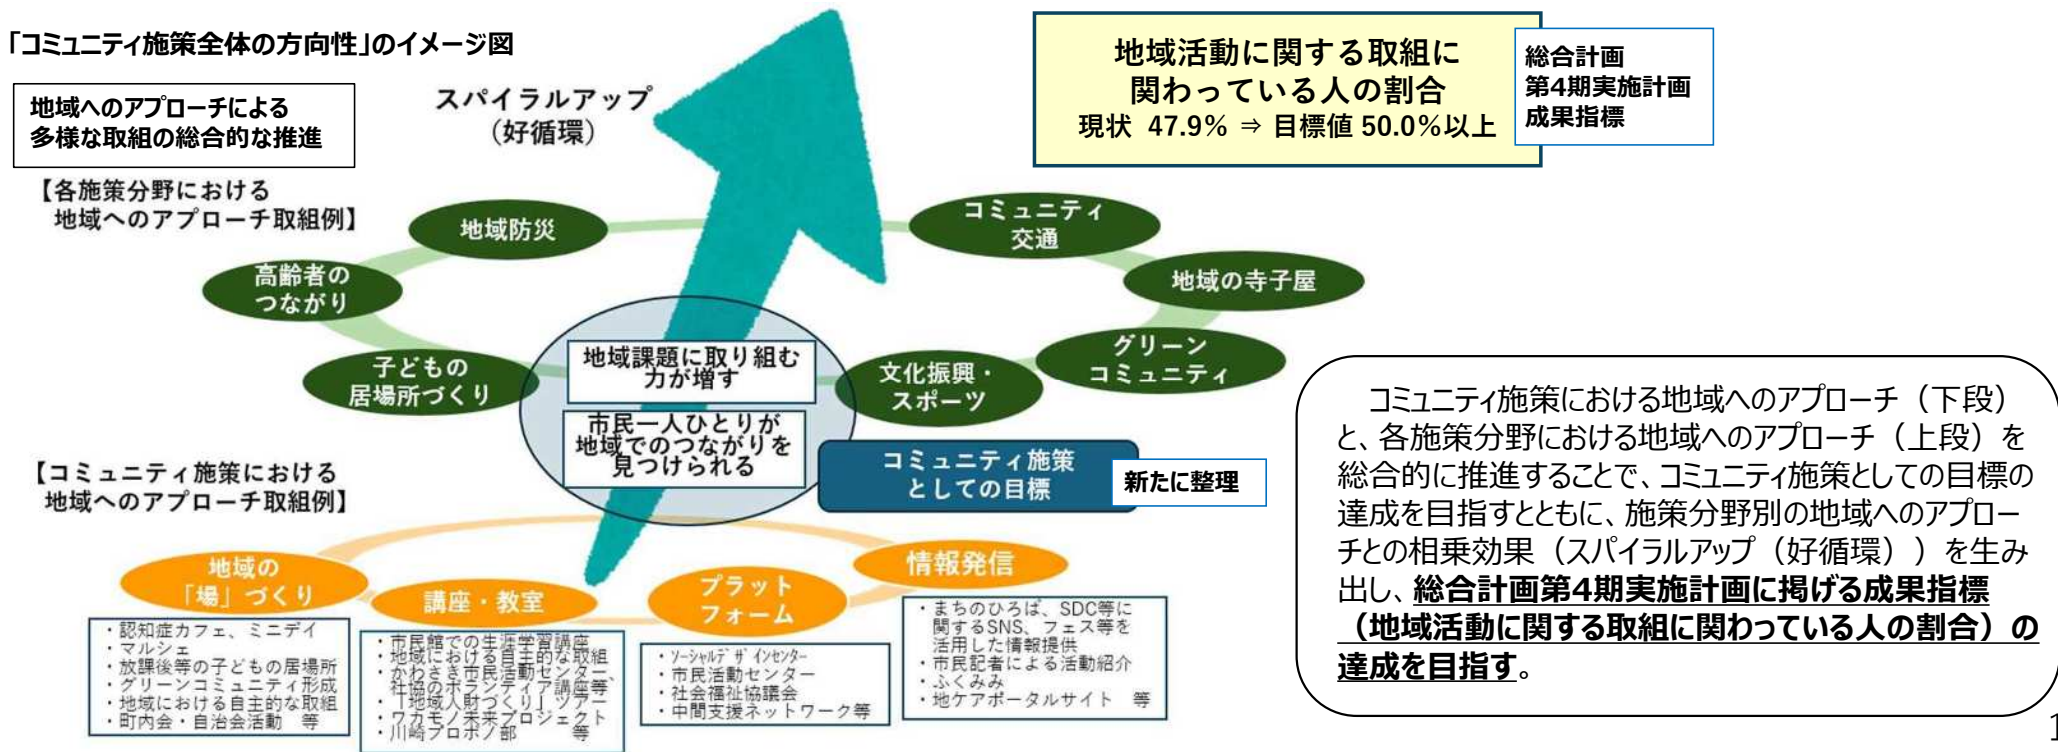 「コミュニティ施策全体の方向性」のイメージ図
地域へのアプローチによる
多様な取組の総合的な推進
スパイラルアップ
（好循環）
地域活動に関する取組に
関わっている人の割合
現状 47.9% ⇒ 目標値 50.0%以上
総合計画
第4期実施計画
成果指標
【各施策分野における
地域へのアプローチ取組例】
地域防災
コミュニティ
交通
高齢者の
つながり
地域の寺子屋
子どもの
居場所づくり
地域課題に取り組む
力が増す
文化振興・
スポーツ
グリーン
コミュニティ
市民一人ひとりが
地域でのつながりを
見つけられる
コミュニティ施策
としての目標
新たに整理
【コミュニティ施策における
地域へのアプローチ取組例】
地域の
「場」づくり
・認知症カフェ、ミニデイ
・マルシェ
・放課後等の子どもの居場所
・グリーンコミュニティ形成
・地域における自主的な取組
・町内会・自治会活動　等
講座・教室
・市民館での生涯学習講座
・地域における自主的な取組
・かわさき市民活動センター、
社協のボランティア講座等
・「地域人財づくり」ツアー
・ワカモノ未来プロジェクト
・川崎プロボノ部　　　等
プラット
フォーム
・ソーシャルデザインセンター
・市民活動センター
・社会福祉協議会
・中間支援ネットワーク等
情報発信
・まちのひろば、SDC等に
関するSNS、フェス等を
活用した情報提供
・市民記者による活動紹介
・ふくみみ
・地ケアポータルサイト　等
コミュニティ施策における地域へのアプローチ（下段）
と、各施策分野における地域へのアプローチ（上段）を
総合的に推進することで、コミュニティ施策としての目標の
達成を目指すとともに、施策分野別の地域へのアプロー
チとの相乗効果（スパイラルアップ（好循環））を生み
出し、総合計画第4期実施計画に掲げる成果指標
（地域活動に関する取組に関わっている人の割合）の
達成を目指す。
1